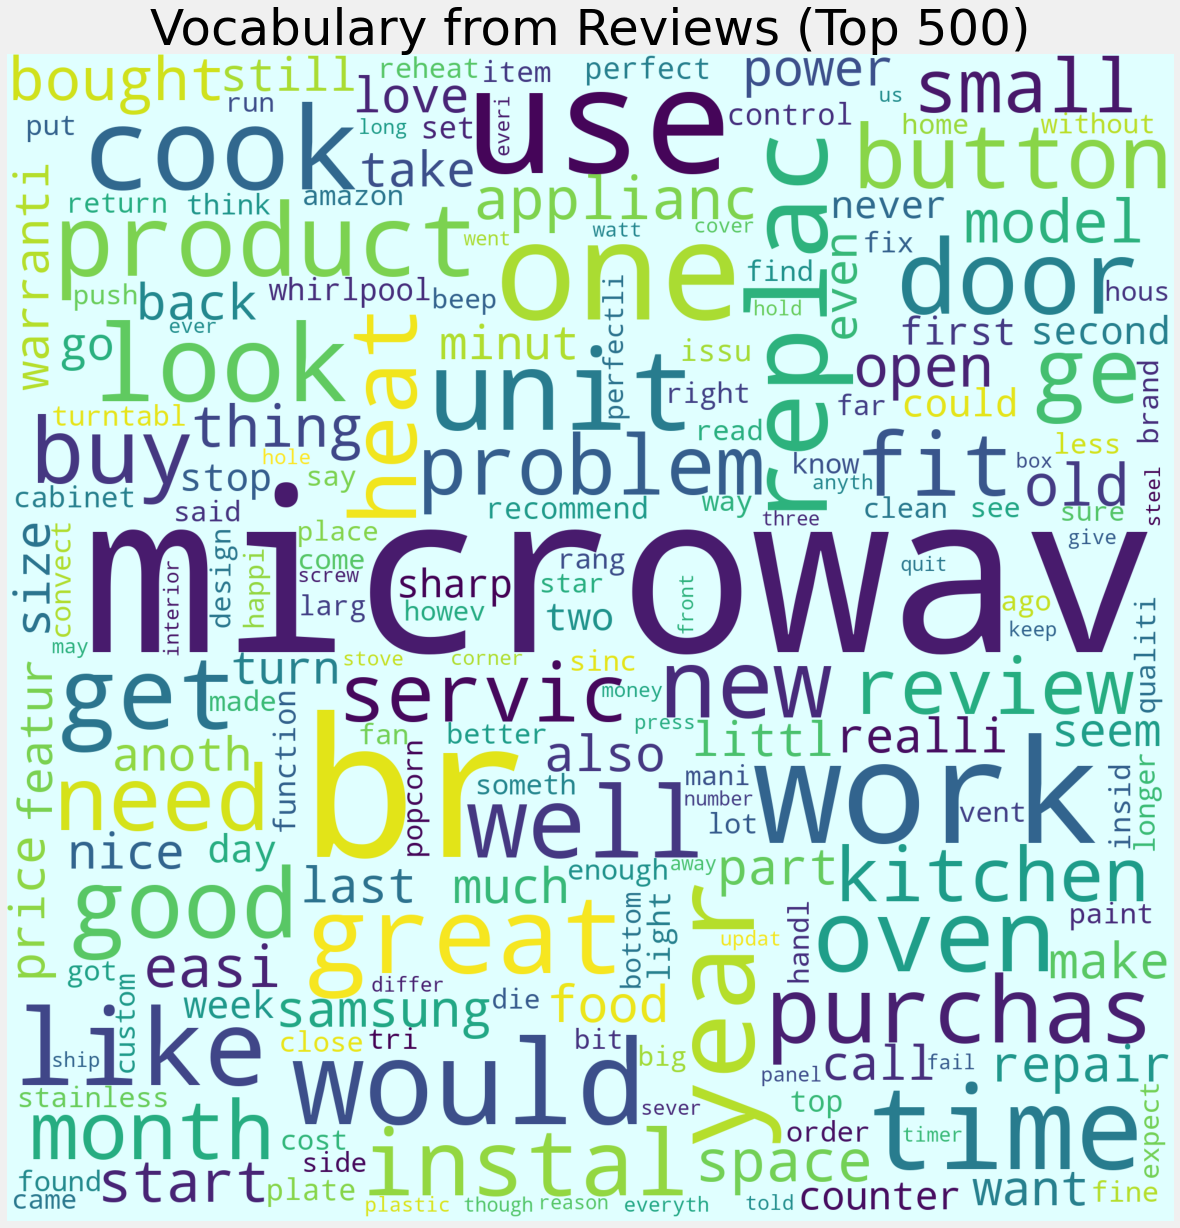 Vocabulary from Reviews (Top 500)
bought still reheat item perfect power small
put run love use us
cook long set everi control home without button
warranti return think amazon take applianc replac never model
product went one watt cover fix door
push back whirlpool beep find hold even hous
go ever look heat minut perfectli issu first second
unit right open ge brand
turntabl buy thing problem read far could less
hole stop say know fit box old
cabinet said recommend way anyth clean see sure steel
microwav three give
size convect interior design happi place come screw larg sharp howev rang star two front quit ago keep qualiti
may get turn stove corner sinc new review
made servic money press
featur function fan better also littl realli seem
anoth br popcorn someth mani work insid longer
need well number lot vent
price nice day last much enough away part kitchen
good great bottom light updat handl oven paint
got easi differ make
custom week samsung die food year purchas
like close tri bit
ship would big panel call fail repair
stainless sever top time expect
month cost instal space order timer
found start side plate counter want fine
came plastic though reason everyth told